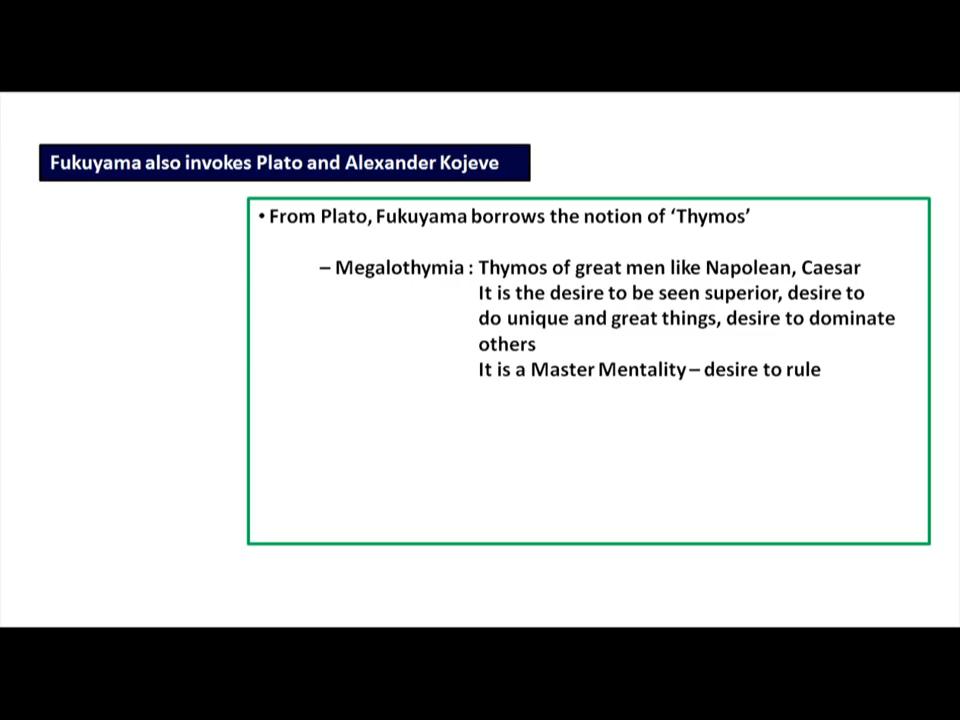 Fukuyama also invokes Plato and Alexander Kojeve
• From Plato, Fukuyama borrows the notion of ‘Thymos’
– Megalothymia : Thymos of great men like Napolean, Caesar
It is the desire to be seen superior, desire to
do unique and great things, desire to dominate
others
It is a Master Mentality – desire to rule